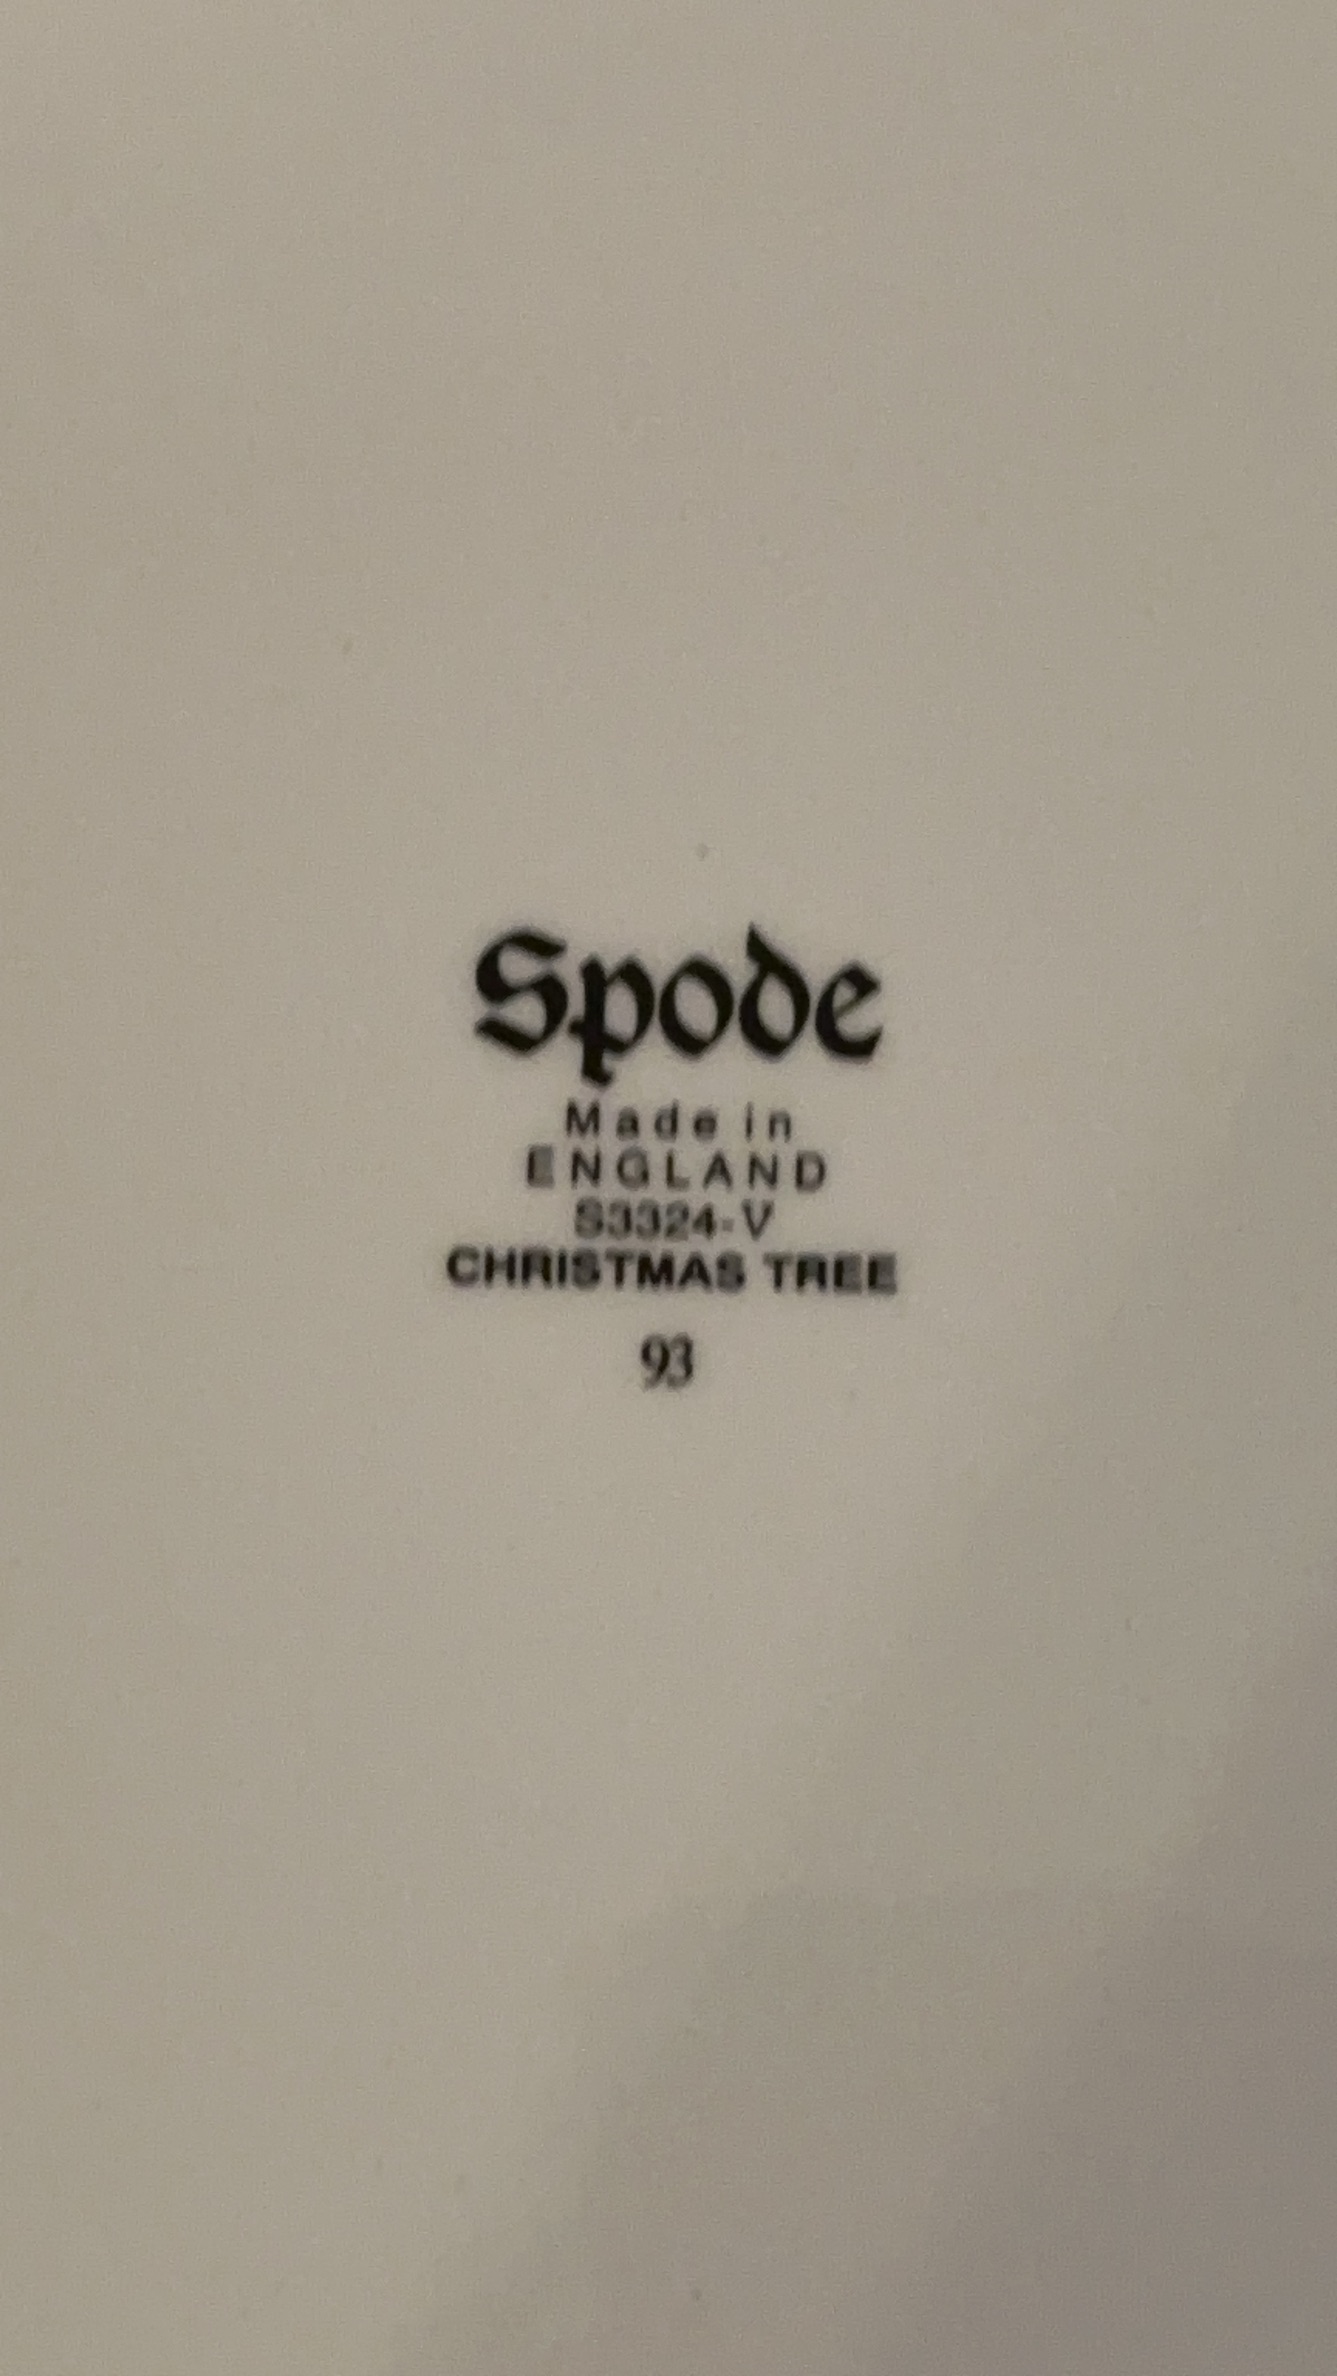 Spode
Made in
ENGLAND
S3324-V
CHRISTMAS TREE
93